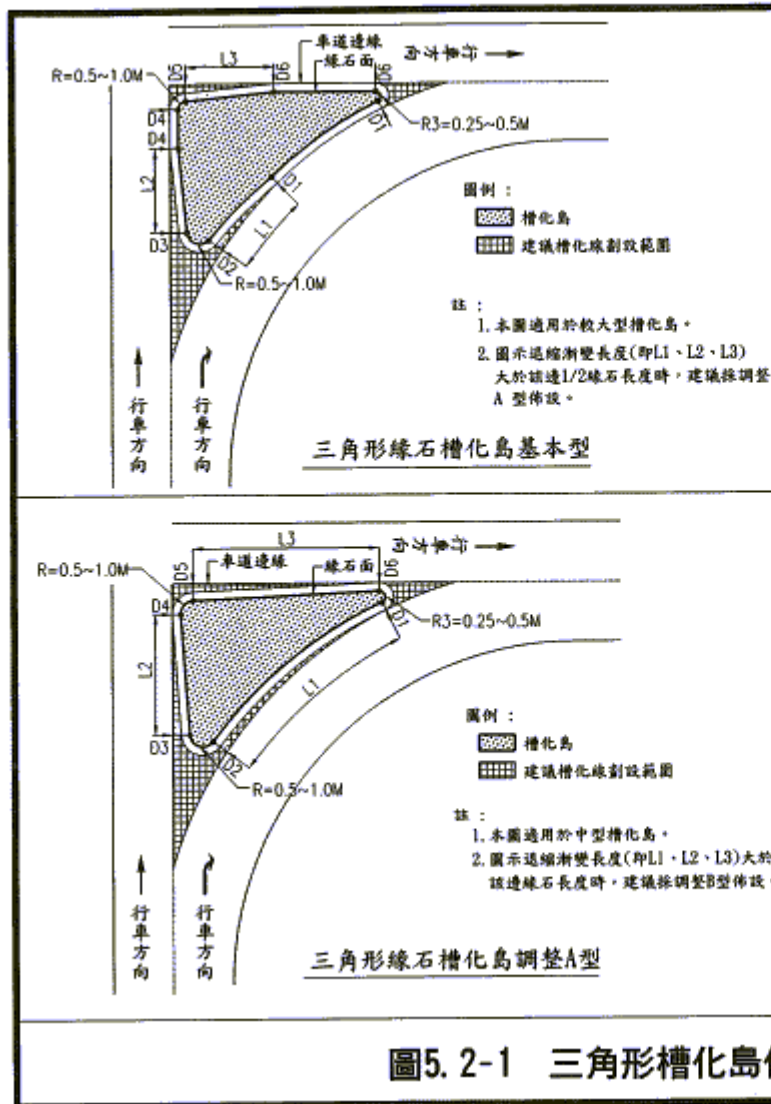 車道邊緣
緣石面
行車方向
R=0.5~1.0M
D6
L3
D6
D6
D4
D4
L2
D3
D1
R3=0.25~0.5M
D1
L1
D2
R=0.5~1.0M
圖例：
槽化島
建議槽化線劃設範圍
註：
1. 本圖適用於較大型槽化島。
2. 圖示退縮漸變長度(即L1、L2、L3)
大於該邊1/2緣石長度時，建議採調整
A 型佈設。
行車方向
行車方向
三角形緣石槽化島基本型
L3
行車方向
車道邊緣
緣石面
R=0.5~1.0M
D5
D6
D4
L2
D3
D1
R3=0.25~0.5M
L1
D2
R=0.5~1.0M
圖例：
槽化島
建議槽化線劃設範圍
註：
1. 本圖適用於中型槽化島。
2. 圖示退縮漸變長度(即L1、L2、L3)大於
該邊緣石長度時，建議採調整B型佈設
行車方向
行車方向
三角形緣石槽化島調整A型
圖5.2-1 三角形槽化島